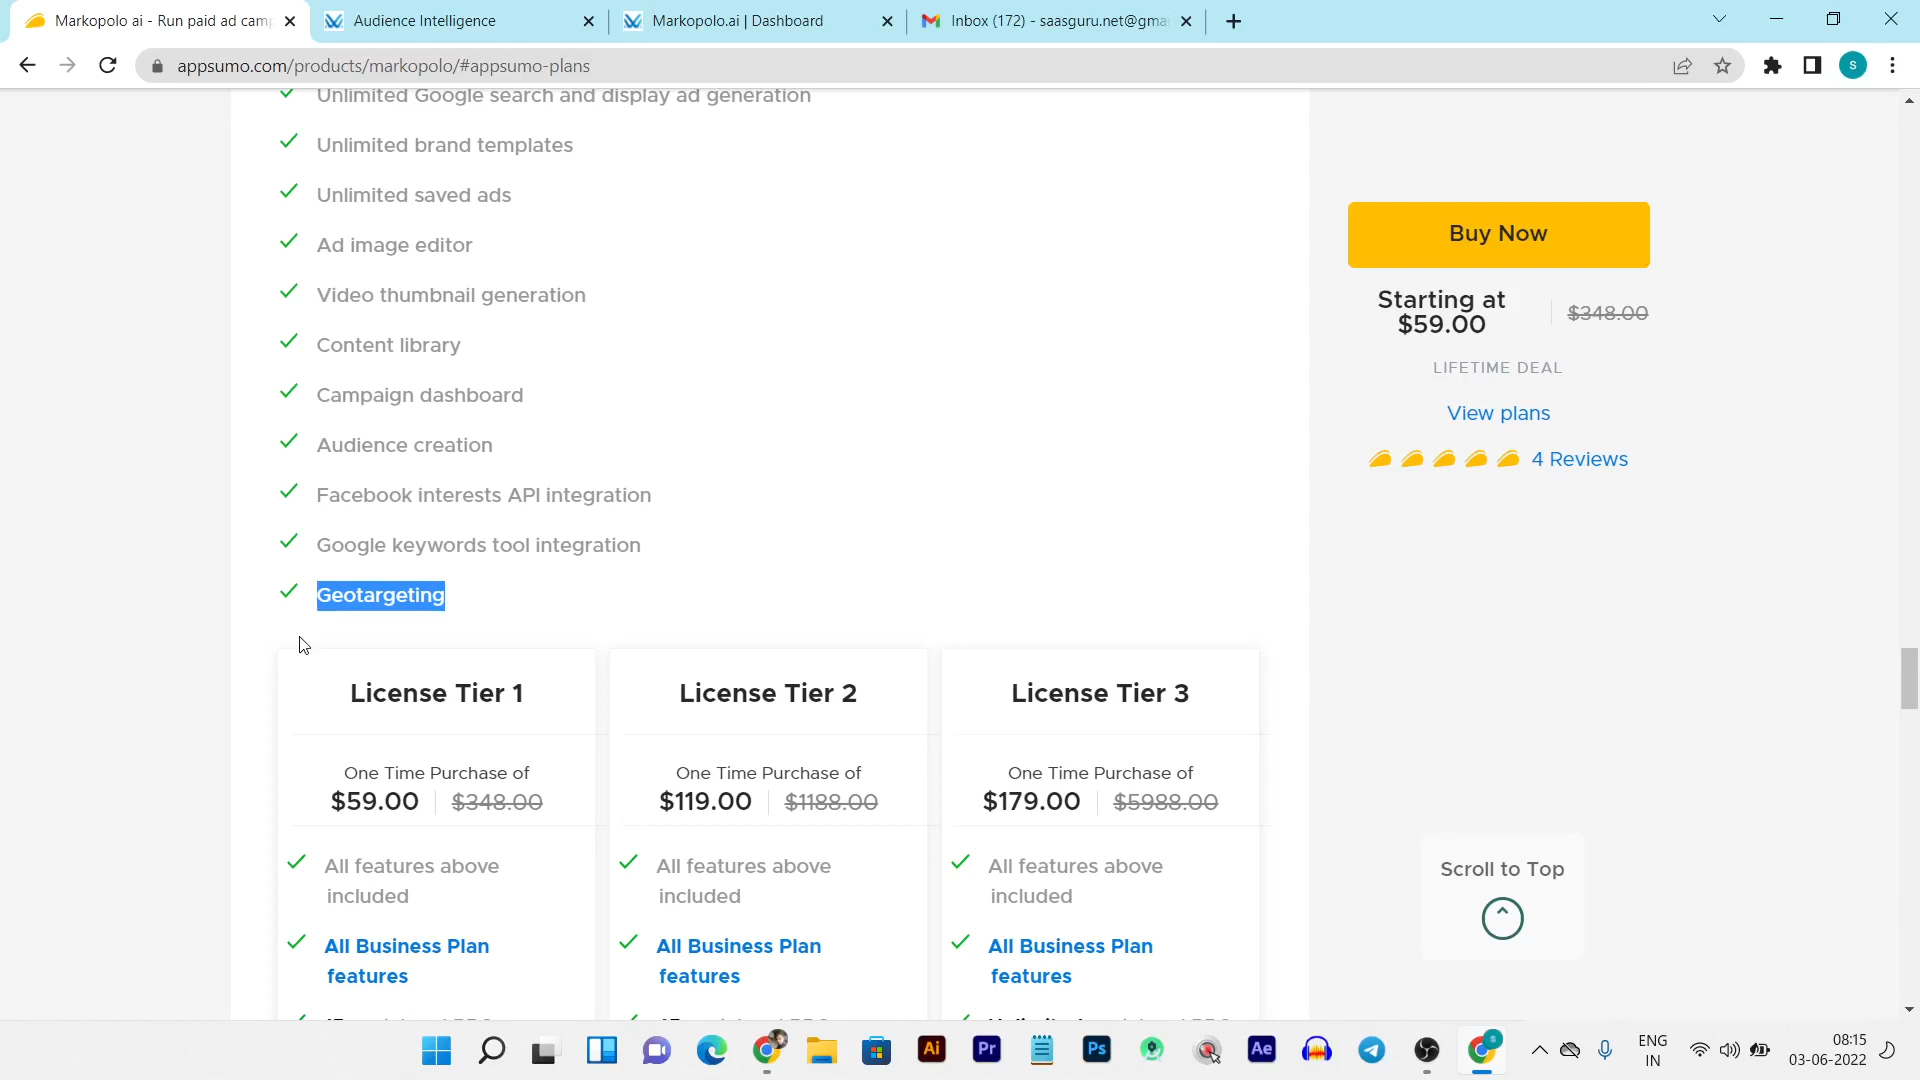 Markopolo ai - Run paid ad camp
Audience Intelligence
Markopolo.ai | Dashboard
Inbox (172) - saasguru.net@gmai
appsumo.com/products/markopolo/#appsumo-plans
S
Unlimited Google search and display ad generation
Unlimited brand templates
Unlimited saved ads
Ad image editor
Video thumbnail generation
Content library
Campaign dashboard
Audience creation
Facebook interests API integration
Google keywords tool integration
Geotargeting
Buy Now
Starting at
$59.00
$348.00
LIFETIME DEAL
View plans
4 Reviews
License Tier 1
One Time Purchase of
$59.00 $348.00
All features above
included
All Business Plan
features
License Tier 2
One Time Purchase of
$119.00 $1188.00
All features above
included
All Business Plan
features
License Tier 3
One Time Purchase of
$179.00 $5988.00
All features above
included
All Business Plan
features
Scroll to Top
Ai
Pr
Ps
Ae
ENG
IN
08:15
03-06-2022